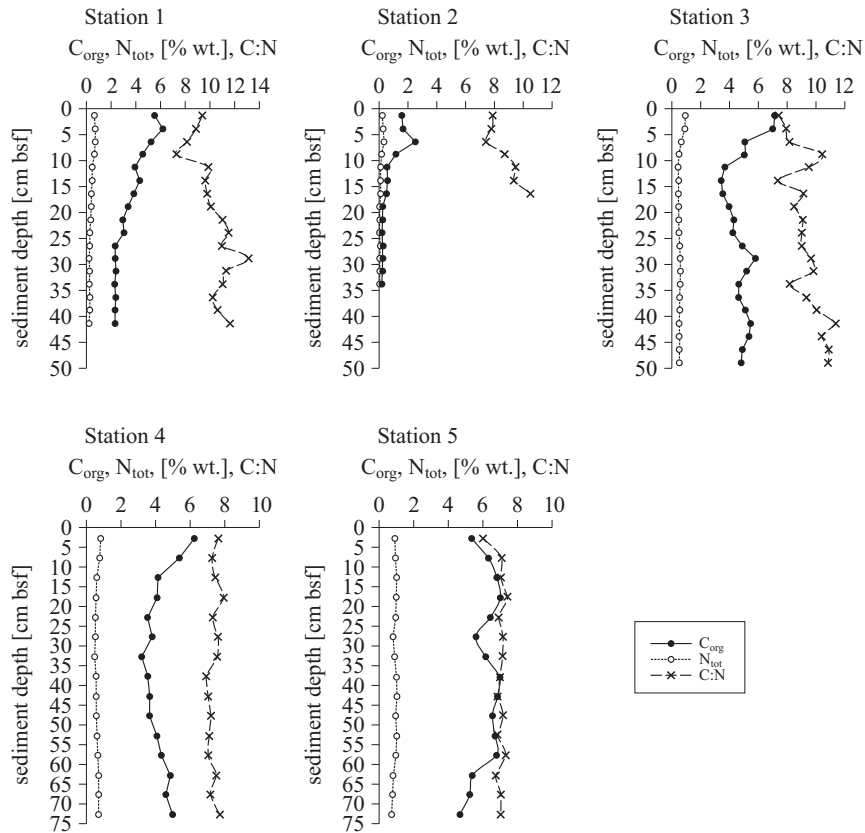 Station 1
C_org, N_tot, [% wt.], C:N
0 2 4 6 8 10 12 14
sediment depth [cm bsf]
0
5
10
15
20
25
30
35
40
45
50
Station 2
C_org, N_tot, [% wt.], C:N
0 2 4 6 8 10 12
sediment depth [cm bsf]
0
5
10
15
20
25
30
35
40
45
50
Station 3
C_org, N_tot, [% wt.], C:N
0 2 4 6 8 10 12
sediment depth [cm bsf]
0
5
10
15
20
25
30
35
40
45
50
Station 4
C_org, N_tot, [% wt.], C:N
0 2 4 6 8 10
sediment depth [cm bsf]
0
5
10
15
20
25
30
35
40
45
50
55
60
65
70
75
Station 5
C_org, N_tot, [% wt.], C:N
0 2 4 6 8 10
sediment depth [cm bsf]
0
5
10
15
20
25
30
35
40
45
50
55
60
65
70
75
C_org
N_tot
C:N